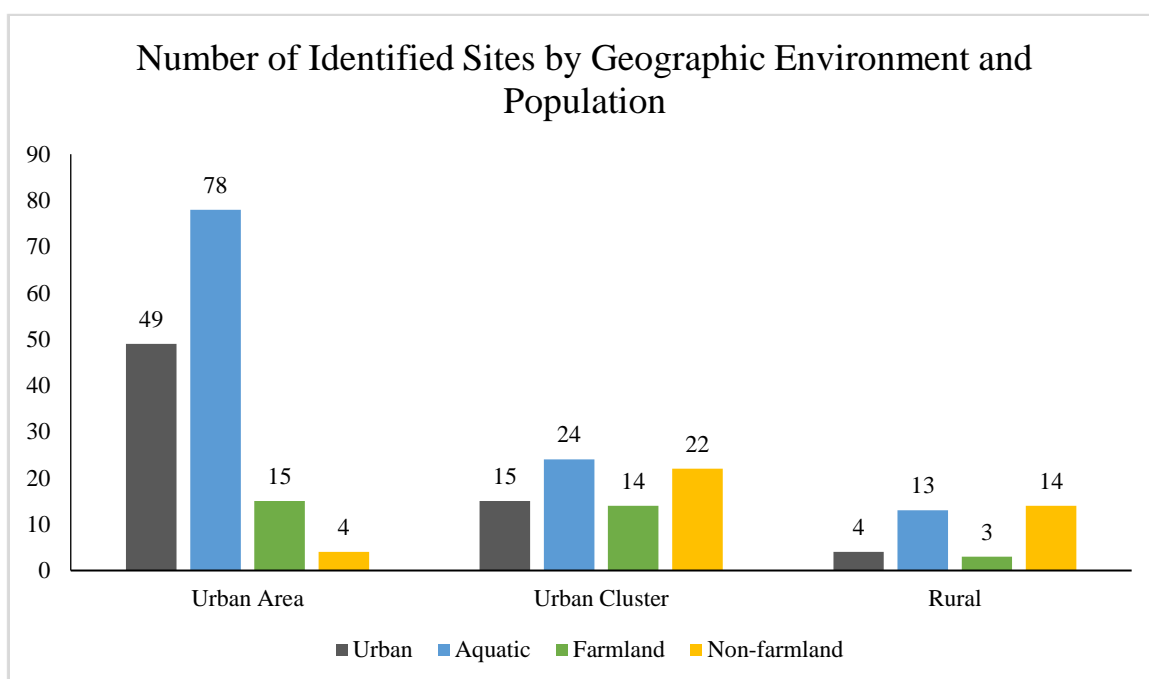 Number of Identified Sites by Geographic Environment and
Population
90
80
70
60
50
40
30
20
10
0
49
78
15
4
15
24
14
22
4
13
3
14
Urban Area
Urban Cluster
Rural
Urban
Aquatic
Farmland
Non-farmland